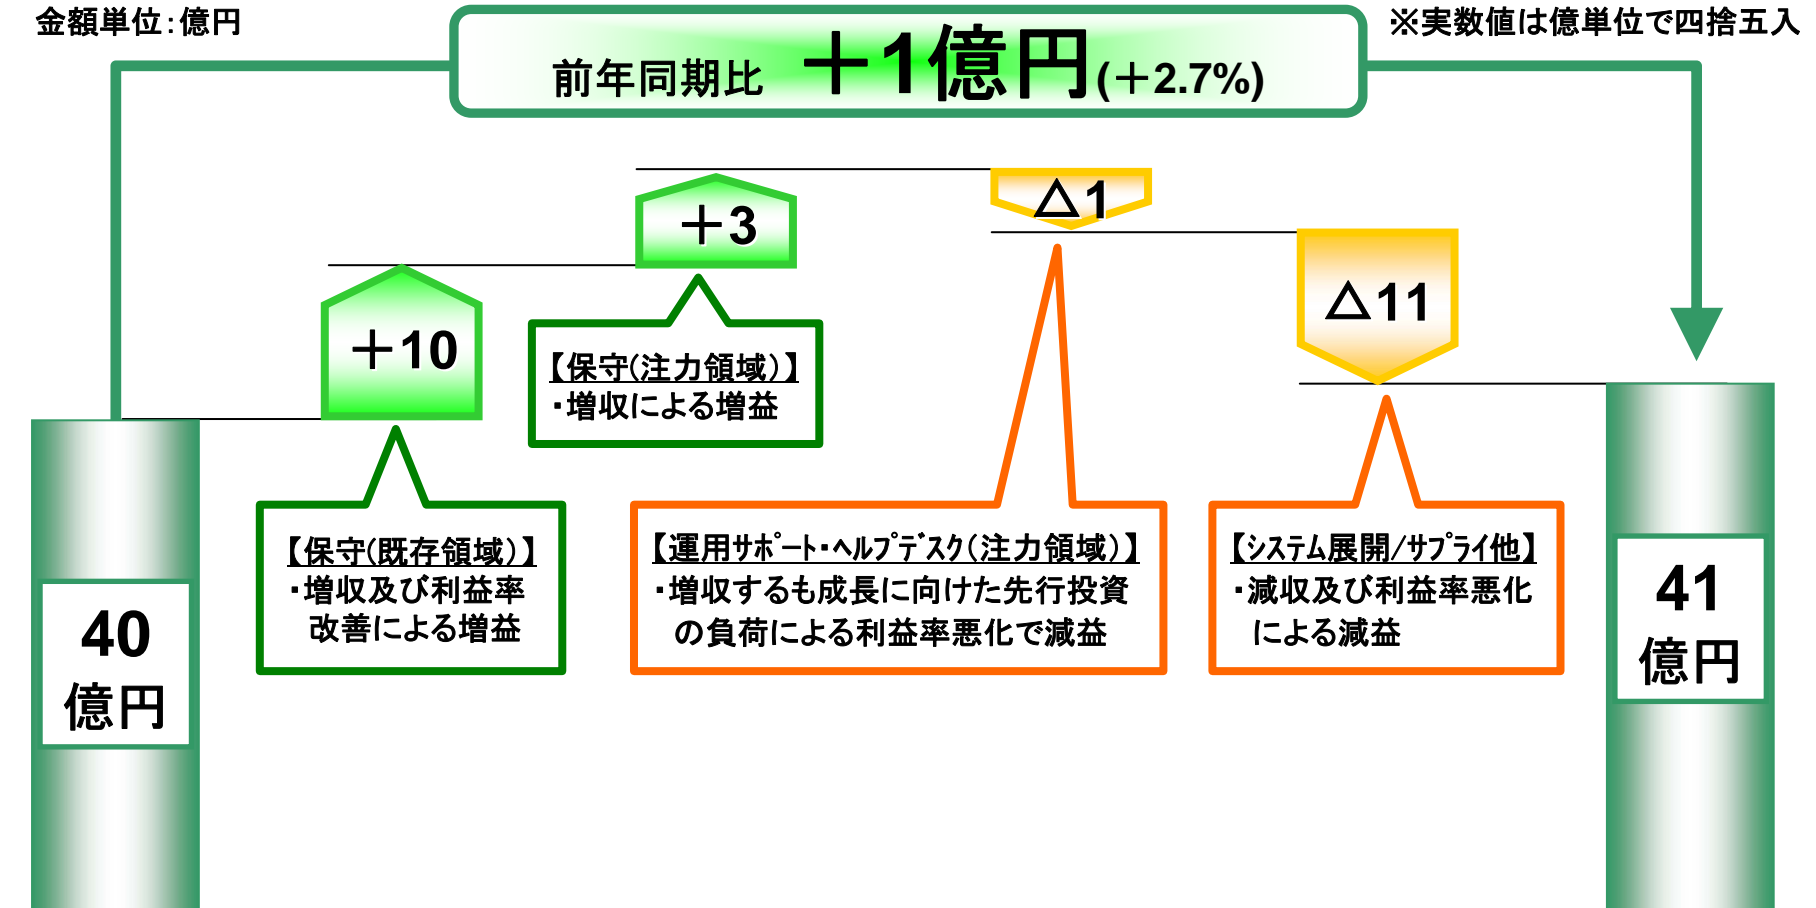 金額単位：億円
※実数値は億単位で四捨五入
前年同期比 ＋1億円(＋2.7%)
＋3
△1
＋10
△11
【保守(注力領域)】
・増収による増益
【保守(既存領域)】
・増収及び利益率
改善による増益
【運用ｻﾎﾟｰﾄ・ﾍﾙﾌﾟﾃﾞｽｸ(注力領域)】
・増収するも成長に向けた先行投資
の負荷による利益率悪化で減益
【ｼｽﾃﾑ展開/ｻﾌﾟﾗｲ他】
・減収及び利益率悪化
による減益
40
億円
41
億円